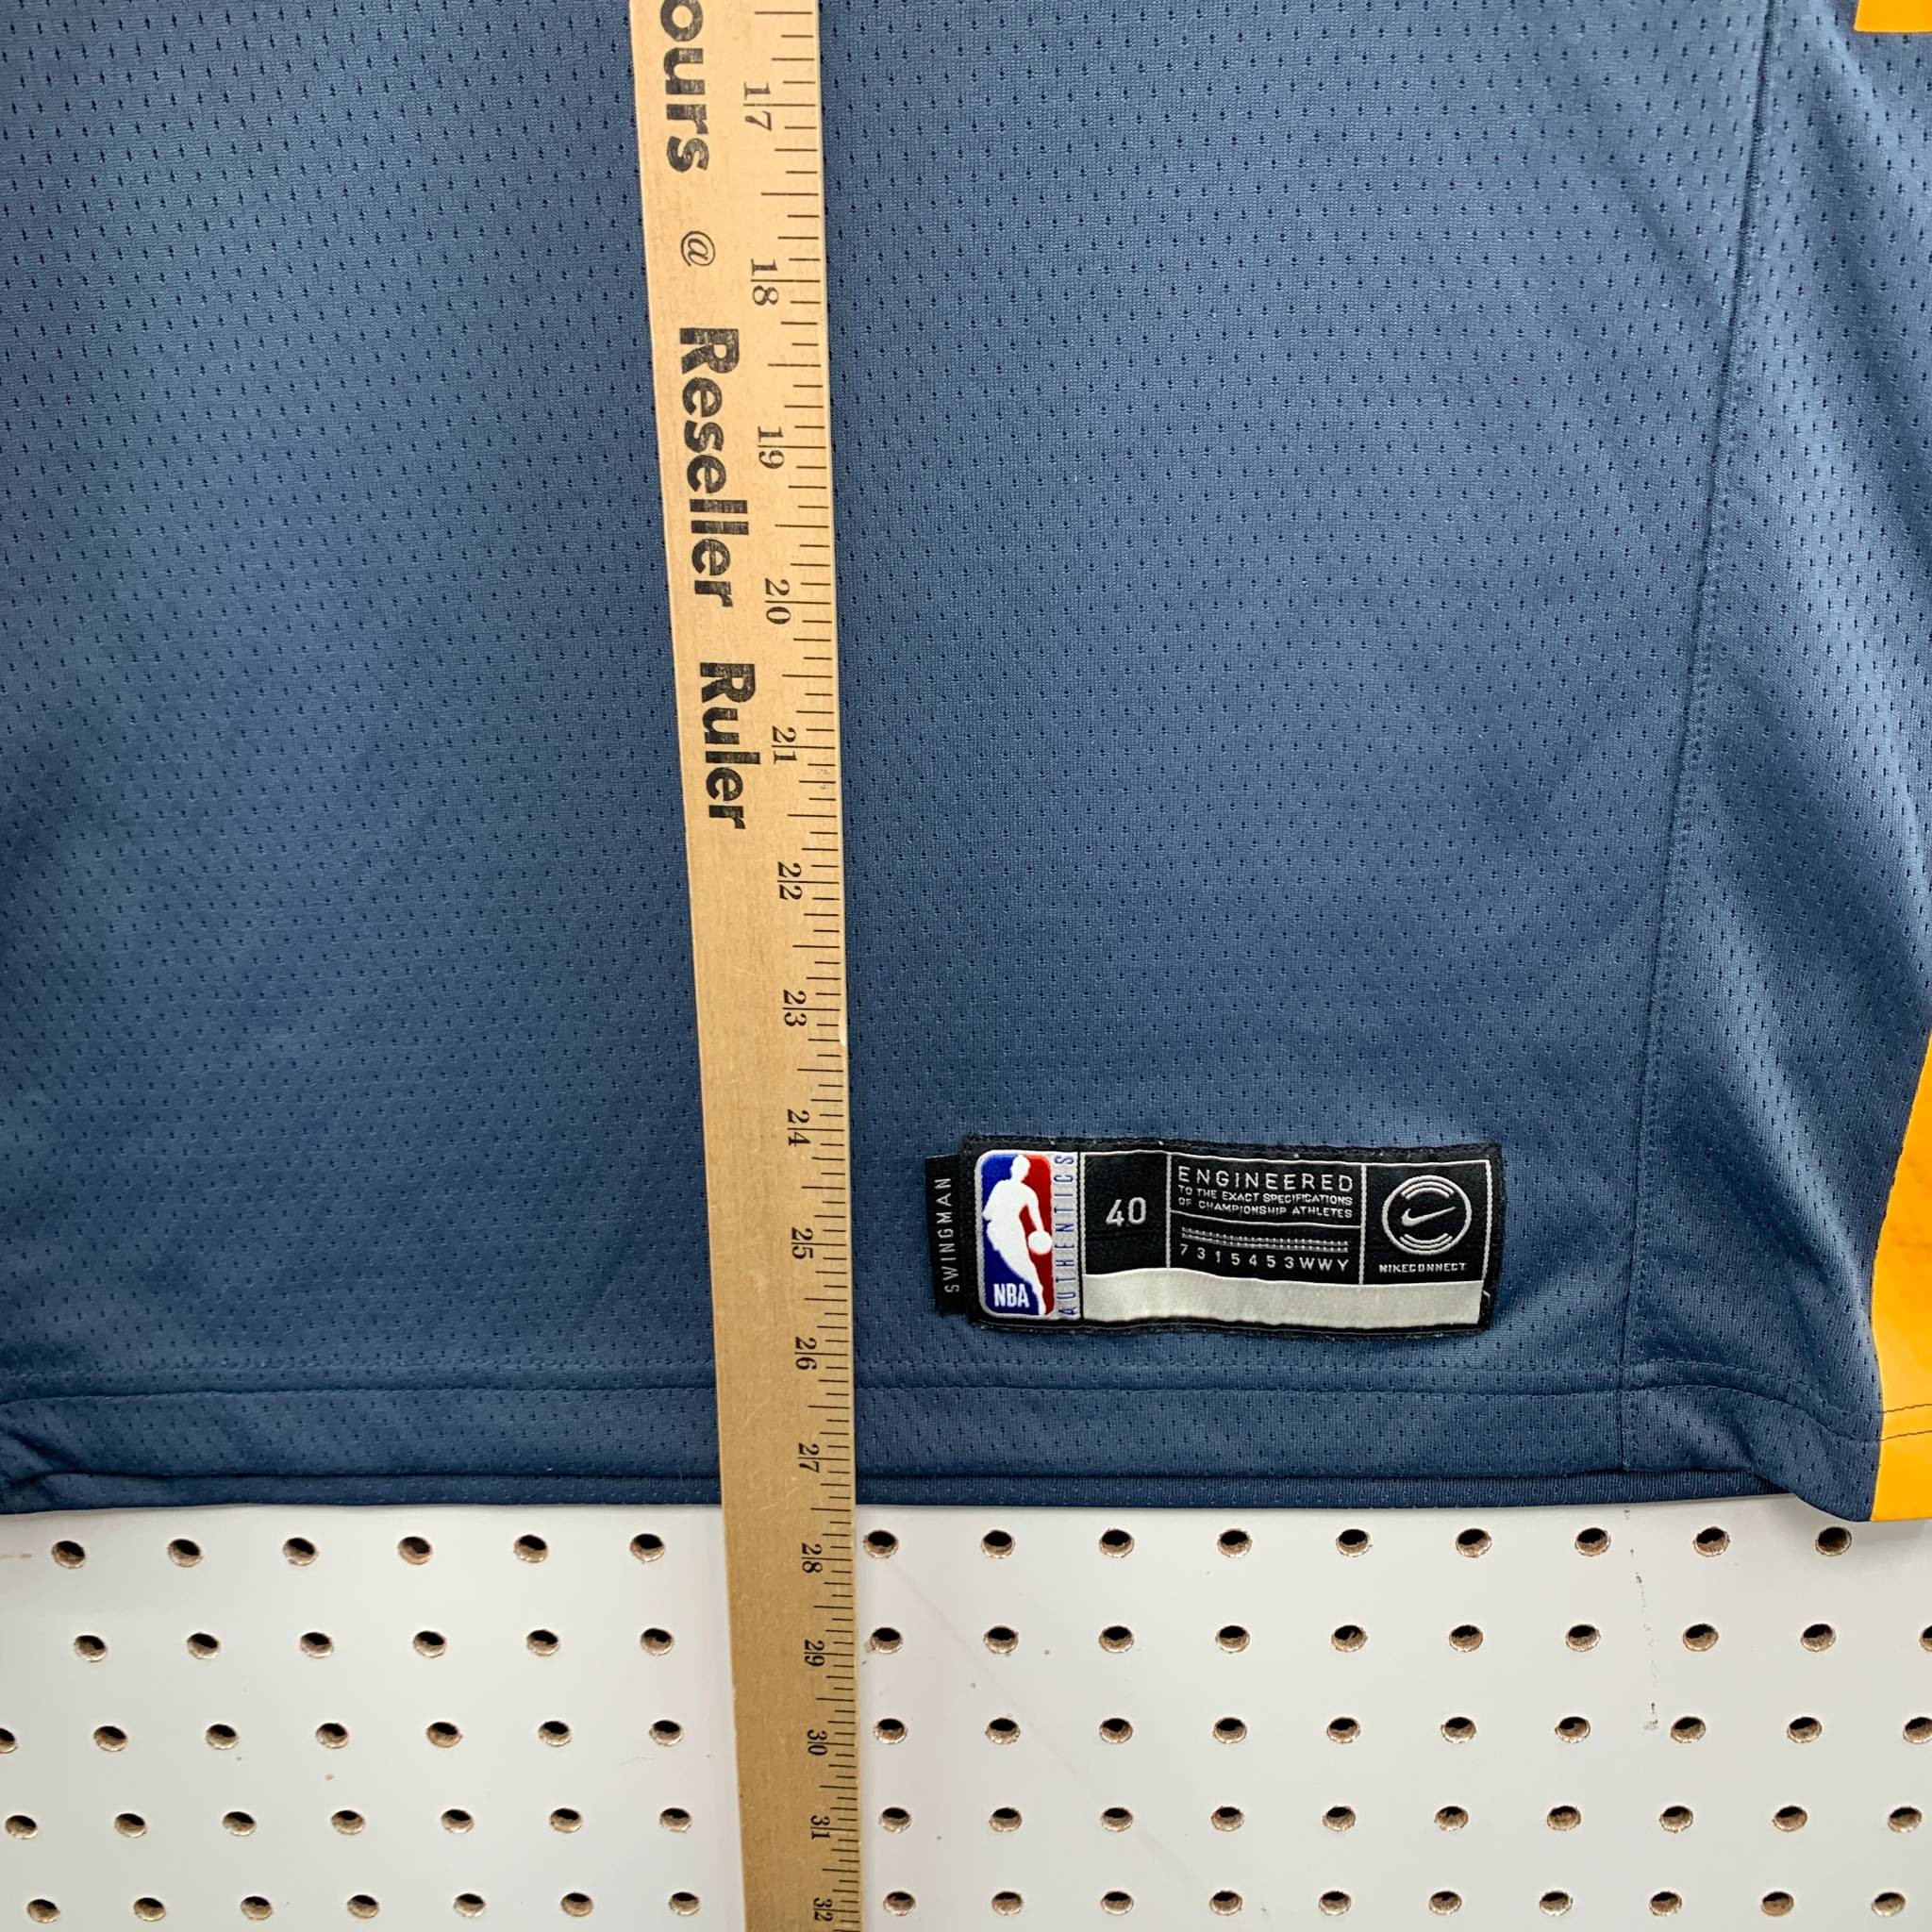 ours @ Reseller Ruler
17
18
19
20
21
22
23
24
25
26
27
28
29
30
31
32
SWINGMAN
NBA
AUTHENTICS
40
ENGINEERED
TO THE EXACT SPECIFICATIONS
OF CHAMPIONSHIP ATHLETES
7315453WWY
NIKECONNECT